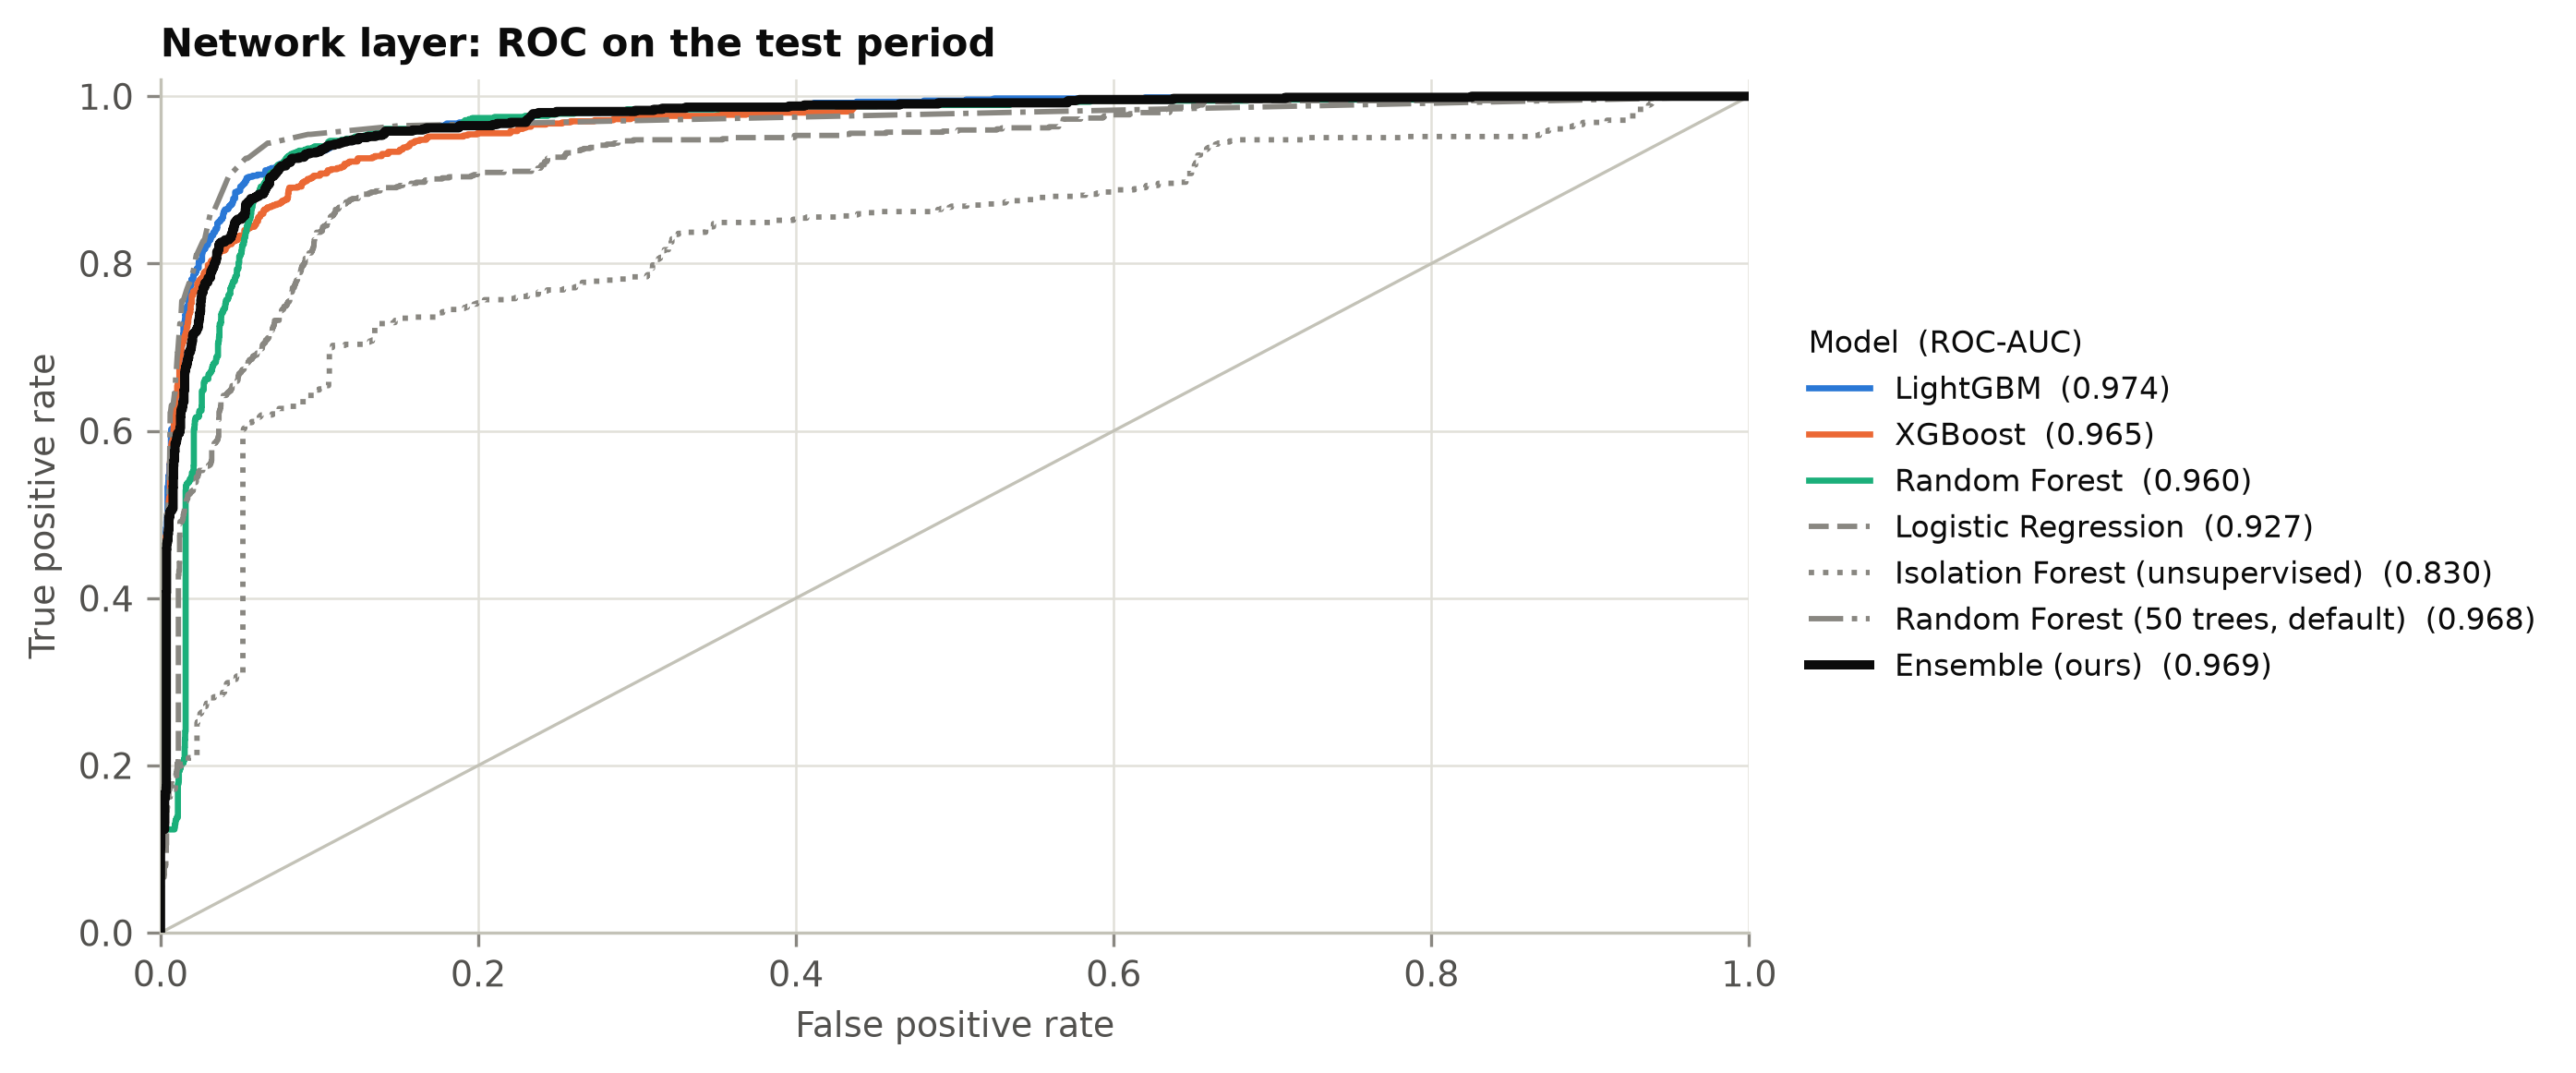 Network layer: ROC on the test period
True positive rate
1.0
0.8
0.6
0.4
0.2
0.0
0.0 0.2 0.4 0.6 0.8 1.0
False positive rate
Model (ROC-AUC)
LightGBM (0.974)
XGBoost (0.965)
Random Forest (0.960)
Logistic Regression (0.927)
Isolation Forest (unsupervised) (0.830)
Random Forest (50 trees, default) (0.968)
Ensemble (ours) (0.969)